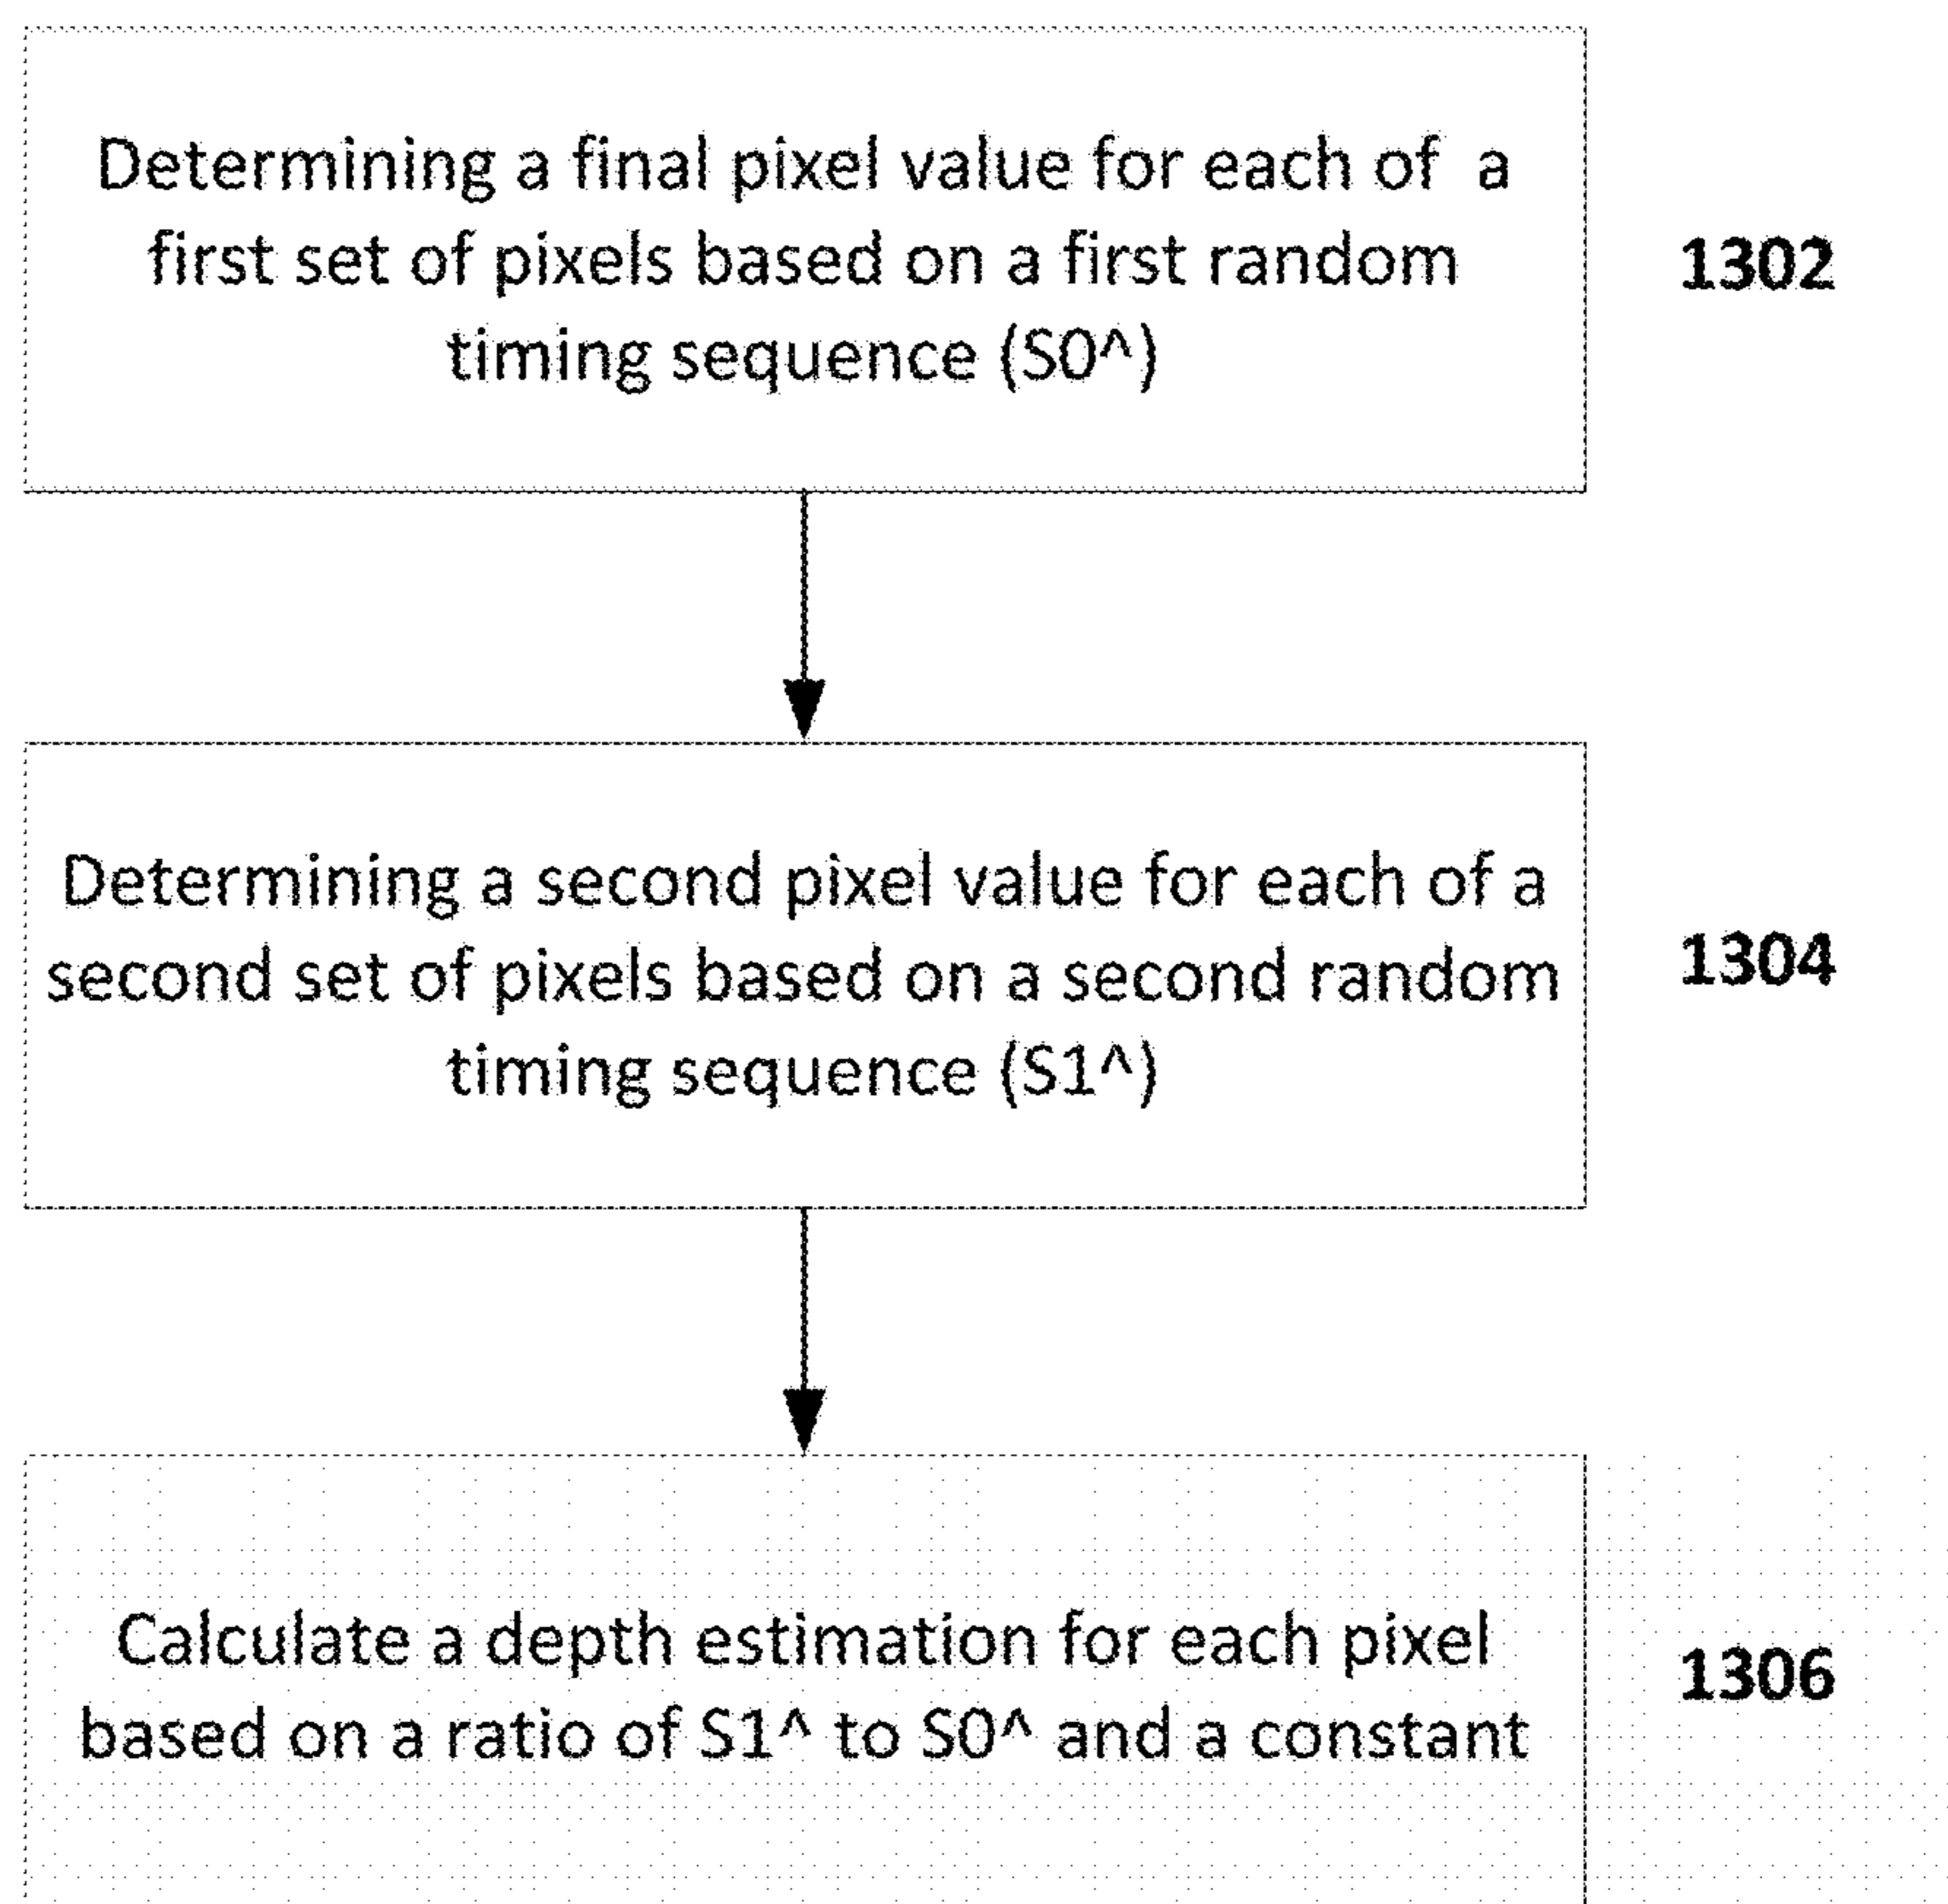 Determining a final pixel value for each of a
first set of pixels based on a first random
timing sequence (S0^)
1302
Determining a second pixel value for each of a
second set of pixels based on a second random
timing sequence (S1^)
1304
Calculate a depth estimation for each pixel
based on a ratio of S1^ to S0^ and a constant
1306